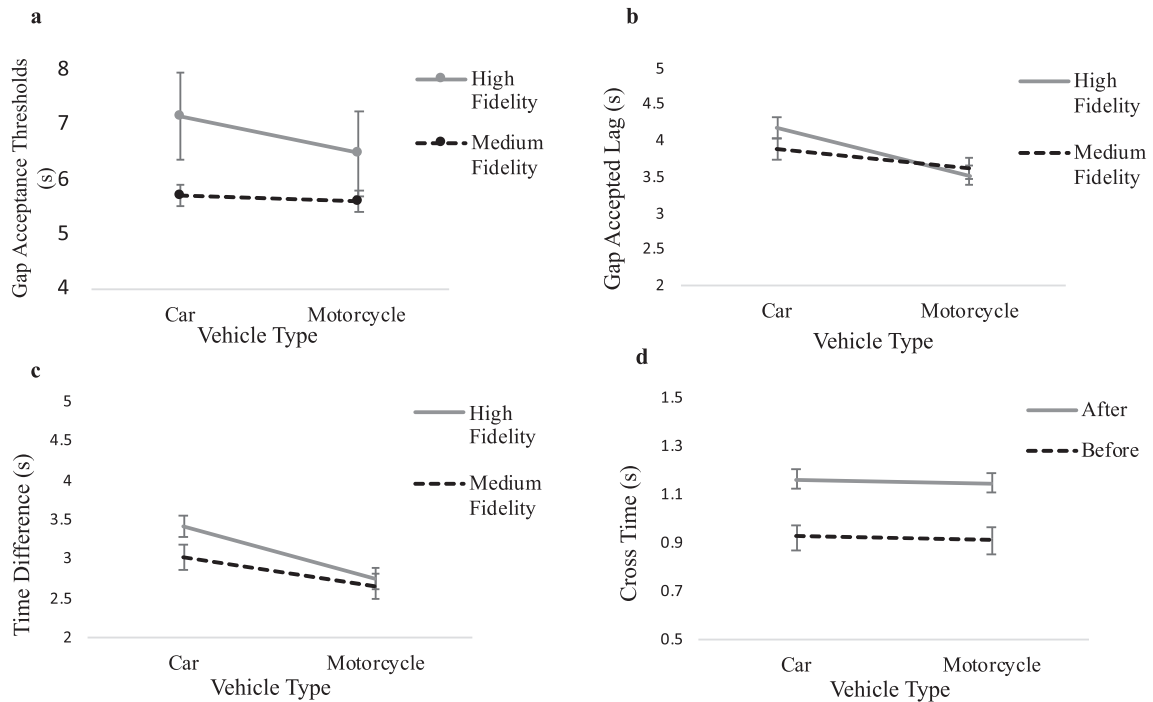 a
8
7
6
5
4
Gap Acceptance Thresholds
(s)
High
Fidelity
Medium
Fidelity
Car
Motorcycle
Vehicle Type
b
5
4.5
4
3.5
3
2.5
2
Gap Accepted Lag (s)
High
Fidelity
Medium
Fidelity
Car
Motorcycle
Vehicle Type
c
5
4.5
4
3.5
3
2.5
2
Time Difference (s)
High
Fidelity
Medium
Fidelity
Car
Motorcycle
Vehicle Type
d
1.5
1.3
1.1
0.9
0.7
0.5
Cross Time (s)
After
Before
Car
Motorcycle
Vehicle Type